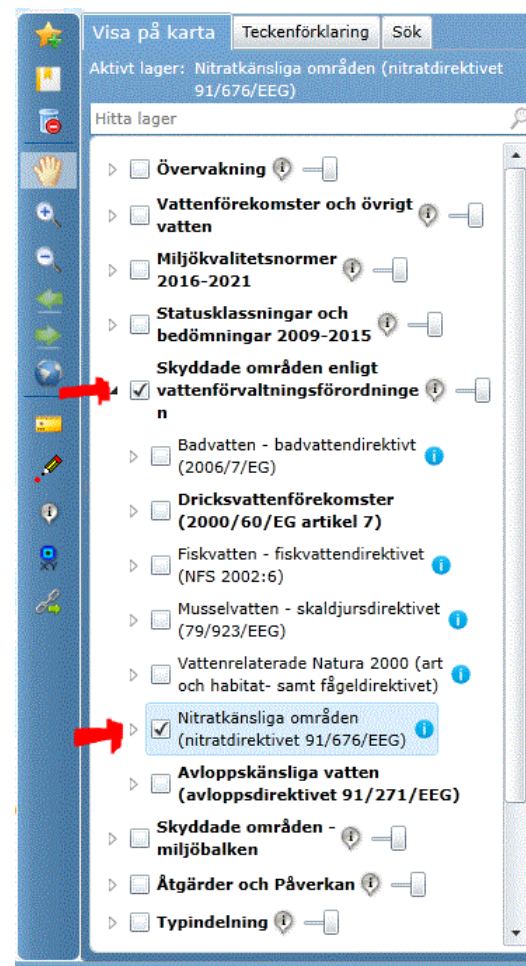 Visa på karta Teckenförklaring Sök
Aktivt lager: Nitratkänsliga områden (nitratdirektivet
91/676/EEG)
Hitta lager
Övervakning
Vattenförekomster och övrigt
vatten
Miljökvalitetsnormer
2016-2021
Statusklassningar och
bedömningar 2009-2015
Skyddade områden enligt
vattenförvaltningsförordninge
n
Badvatten - badvattendirektivt
(2006/7/EG)
Dricksvattenförekomster
(2000/60/EG artikel 7)
Fiskvatten - fiskvattendirektivet
(NFS 2002:6)
Musselvatten - skaldjursdirektivet
(79/923/EEG)
Vattenrelaterade Natura 2000 (art
och habitat- samt fågeldirektivet)
Nitratkänsliga områden
(nitratdirektivet 91/676/EEG)
Avloppskänsliga vatten
(avloppsdirektivet 91/271/EEG)
Skyddade områden -
miljöbalken
Åtgärder och Påverkan
Typindelning
XY